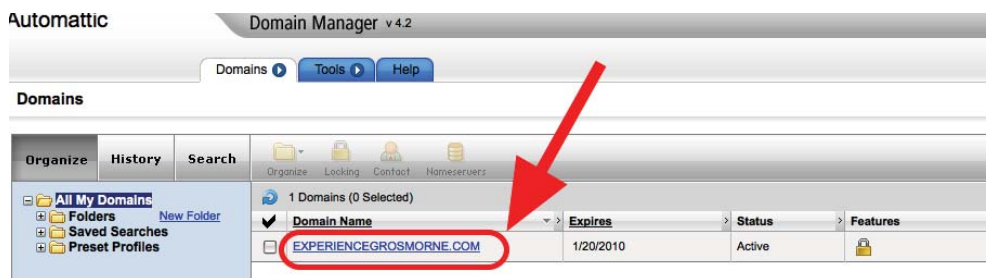 Automattic
Domain Manager v 4.2
Domains Tools Help
Domains
Organize History Search
Organize Locking Contact Nameservers
All My Domains
Folders New Folder
Saved Searches
Preset Profiles
1 Domains (0 Selected)
Domain Name Expires Status Features
EXPERIENCEGROSMORNE.COM 1/20/2010 Active